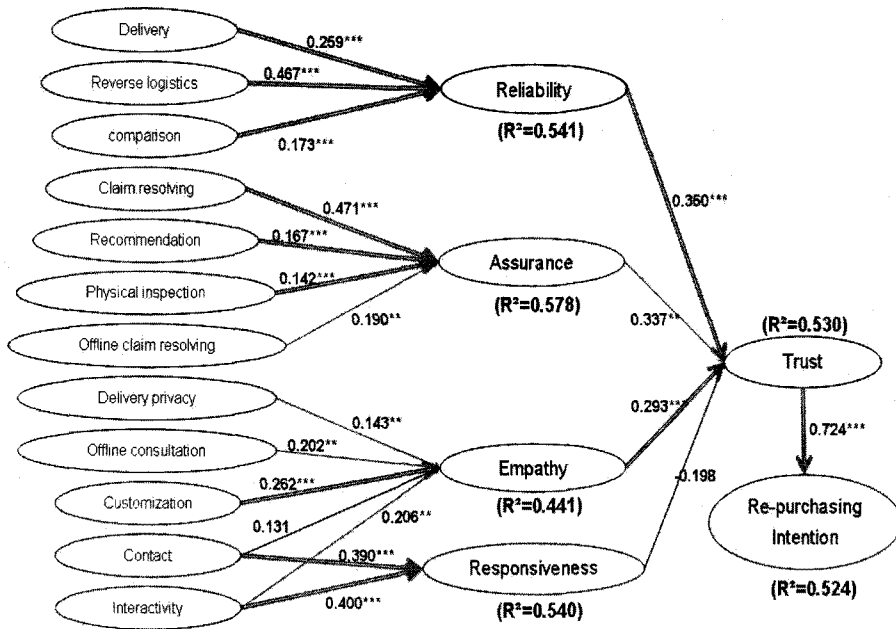 Delivery
0.259***
Reverse logistics
0.467***
Reliability
comparison
0.173***
(R²=0.541)
Claim resolving
0.471***
0.360***
Recommendation
0.167***
Assurance
Physical inspection
0.142***
(R²=0.578)
0.190**
0.337**
Offline claim resolving
(R²=0.530)
Trust
Delivery privacy
0.143**
0.293***
Offline consultation
0.202**
Empathy
0.724***
-0.198
Customization
0.262***
(R²=0.441)
0.131
0.206**
Re-purchasing
Intention
Contact
0.390***
Responsiveness
(R²=0.524)
Interactivity
0.400***
(R²=0.540)